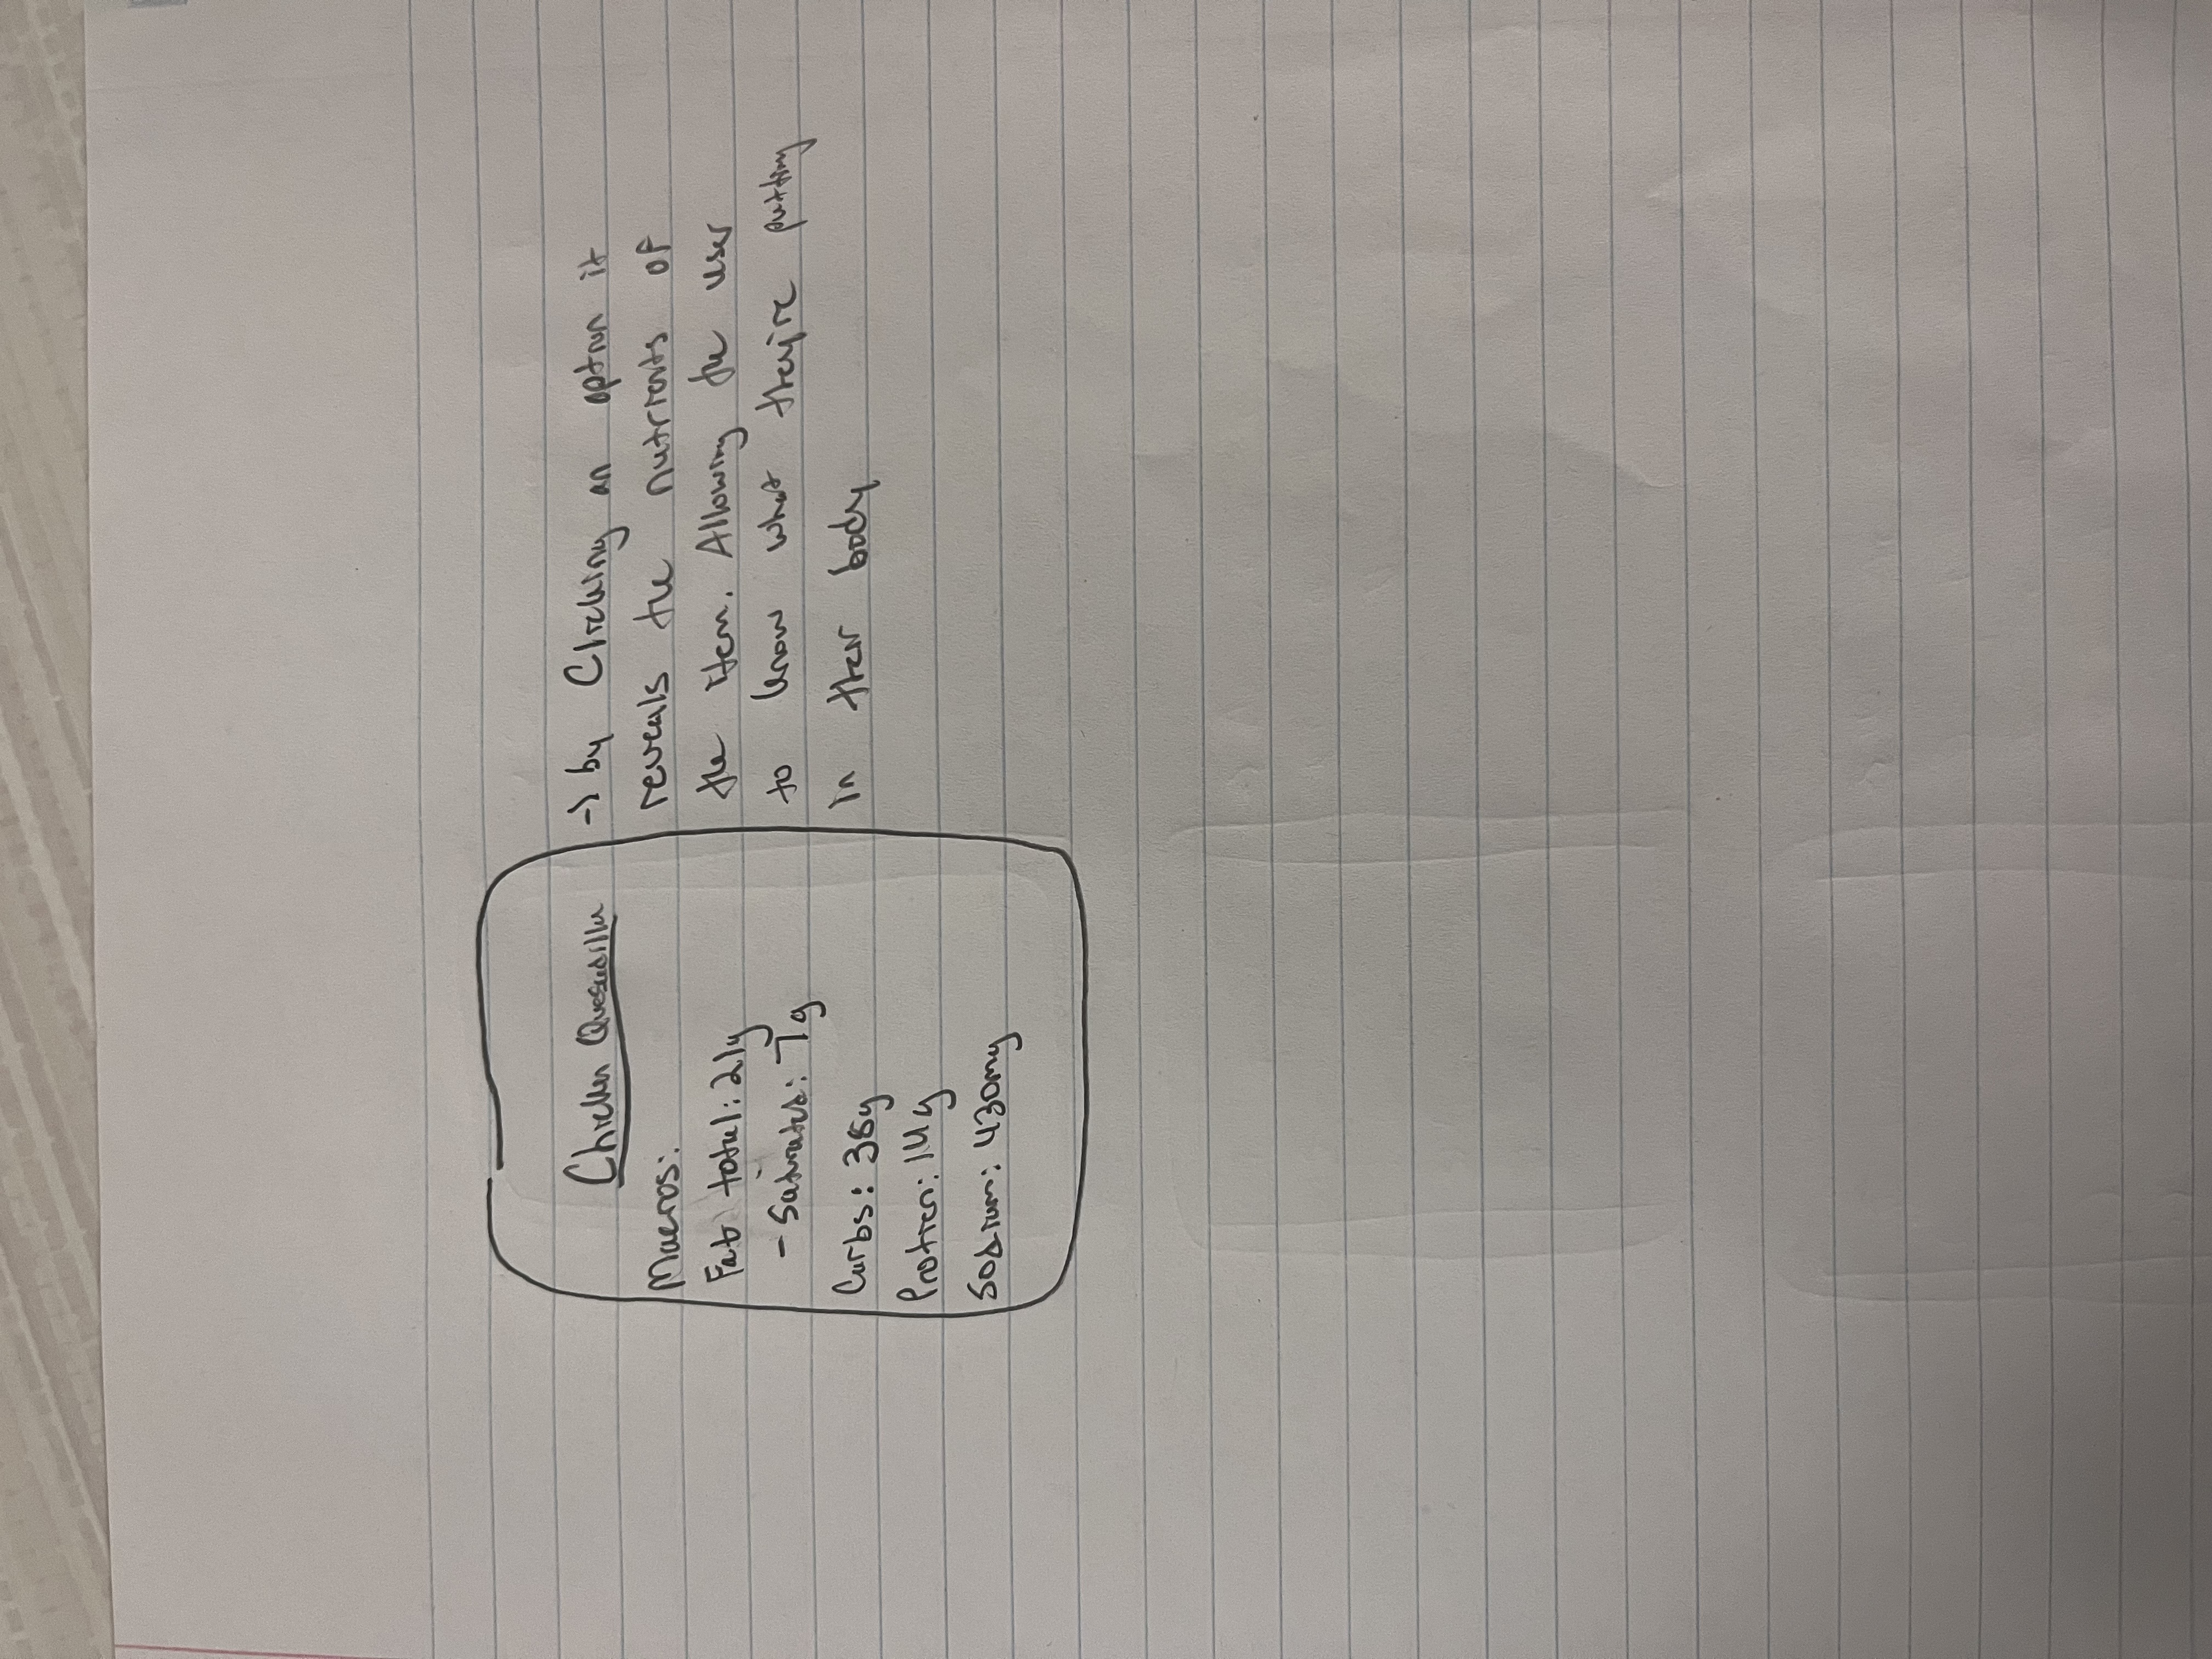 Chicken Quesadilla
Macros:
Fat total: 21g
- Saturated: 7g
Carbs: 38g
Protien: 14g
Sodium: 430mg
-> by Clicking an option it
reveals the nutrients of
the item. Allowing the user
to know what they're putting
in their body